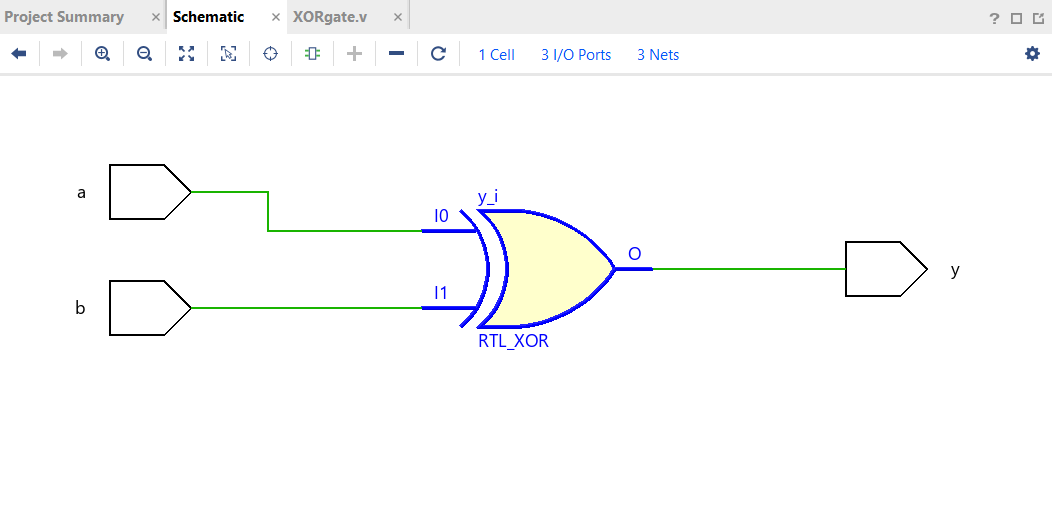 Project Summary × Schematic × XORgate.v ×
?
1 Cell 3 I/O Ports 3 Nets
a
y_i
I0
O
y
I1
b
RTL_XOR